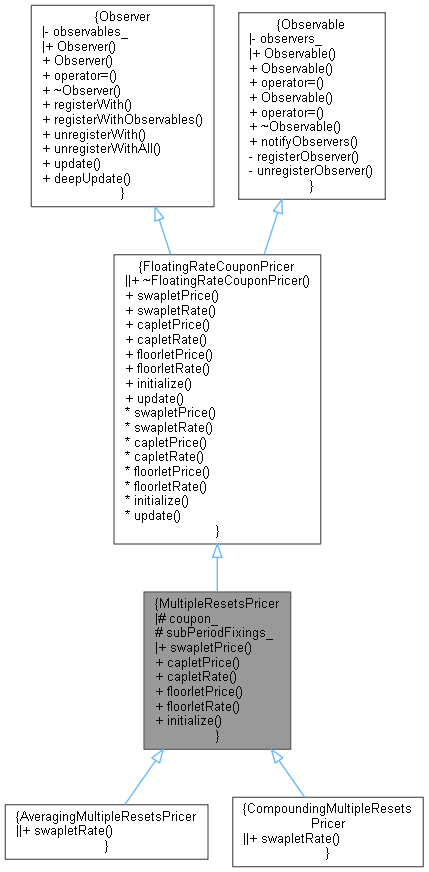 {Observer
|- observables_
|+ Observer()
+ Observer()
+ operator=()
+ ~Observer()
+ registerWith()
+ registerWithObservables()
+ unregisterWith()
+ unregisterWithAll()
+ update()
+ deepUpdate()
}
{Observable
|- observers_
|+ Observable()
+ Observable()
+ operator=()
+ Observable()
+ operator=()
+ ~Observable()
+ notifyObservers()
- registerObserver()
- unregisterObserver()
}
{FloatingRateCouponPricer
||+ ~FloatingRateCouponPricer()
+ swapletPrice()
+ swapletRate()
+ capletPrice()
+ capletRate()
+ floorletPrice()
+ floorletRate()
+ initialize()
+ update()
* swapletPrice()
* swapletRate()
* capletPrice()
* capletRate()
* floorletPrice()
* floorletRate()
* initialize()
* update()
}
{MultipleResetsPricer
|# coupon_
# subPeriodFixings_
|+ swapletPrice()
+ capletPrice()
+ capletRate()
+ floorletPrice()
+ floorletRate()
+ initialize()
}
{AveragingMultipleResetsPricer
||+ swapletRate()
}
{CompoundingMultipleResets
Pricer
||+ swapletRate()
}